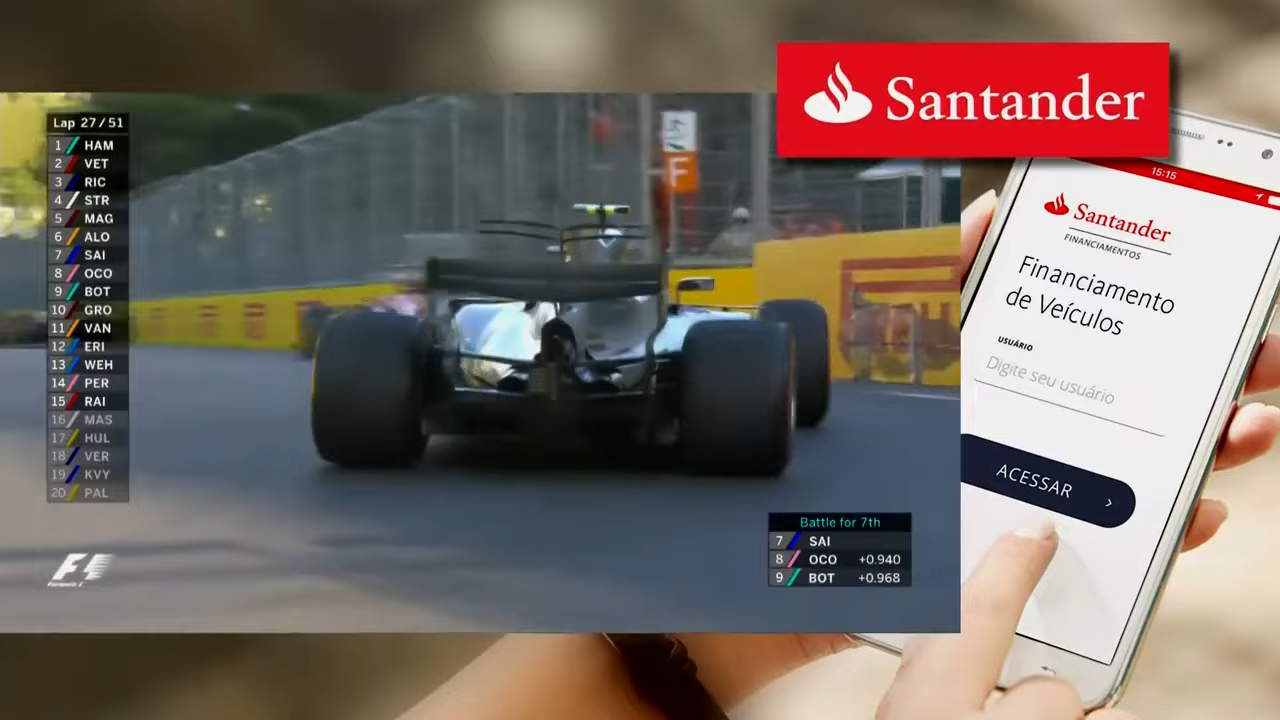 Santander
Lap 27/51
1 HAM
2 VET
3 RIC
4 STR
5 MAG
6 ALO
7 SAI
8 OCO
9 BOT
10 GRO
11 VAN
12 ERI
13 WEH
14 PER
15 RAI
16 MAS
17 HUL
18 VER
19 KVY
20 PAL
F
F1
Formula 1
Battle for 7th
7 SAI
8 OCO +0.940
9 BOT +0.968
15:15
Santander
FINANCIAMENTOS
Financiamento
de Veículos
USUÁRIO
Digite seu usuário
ACESSAR